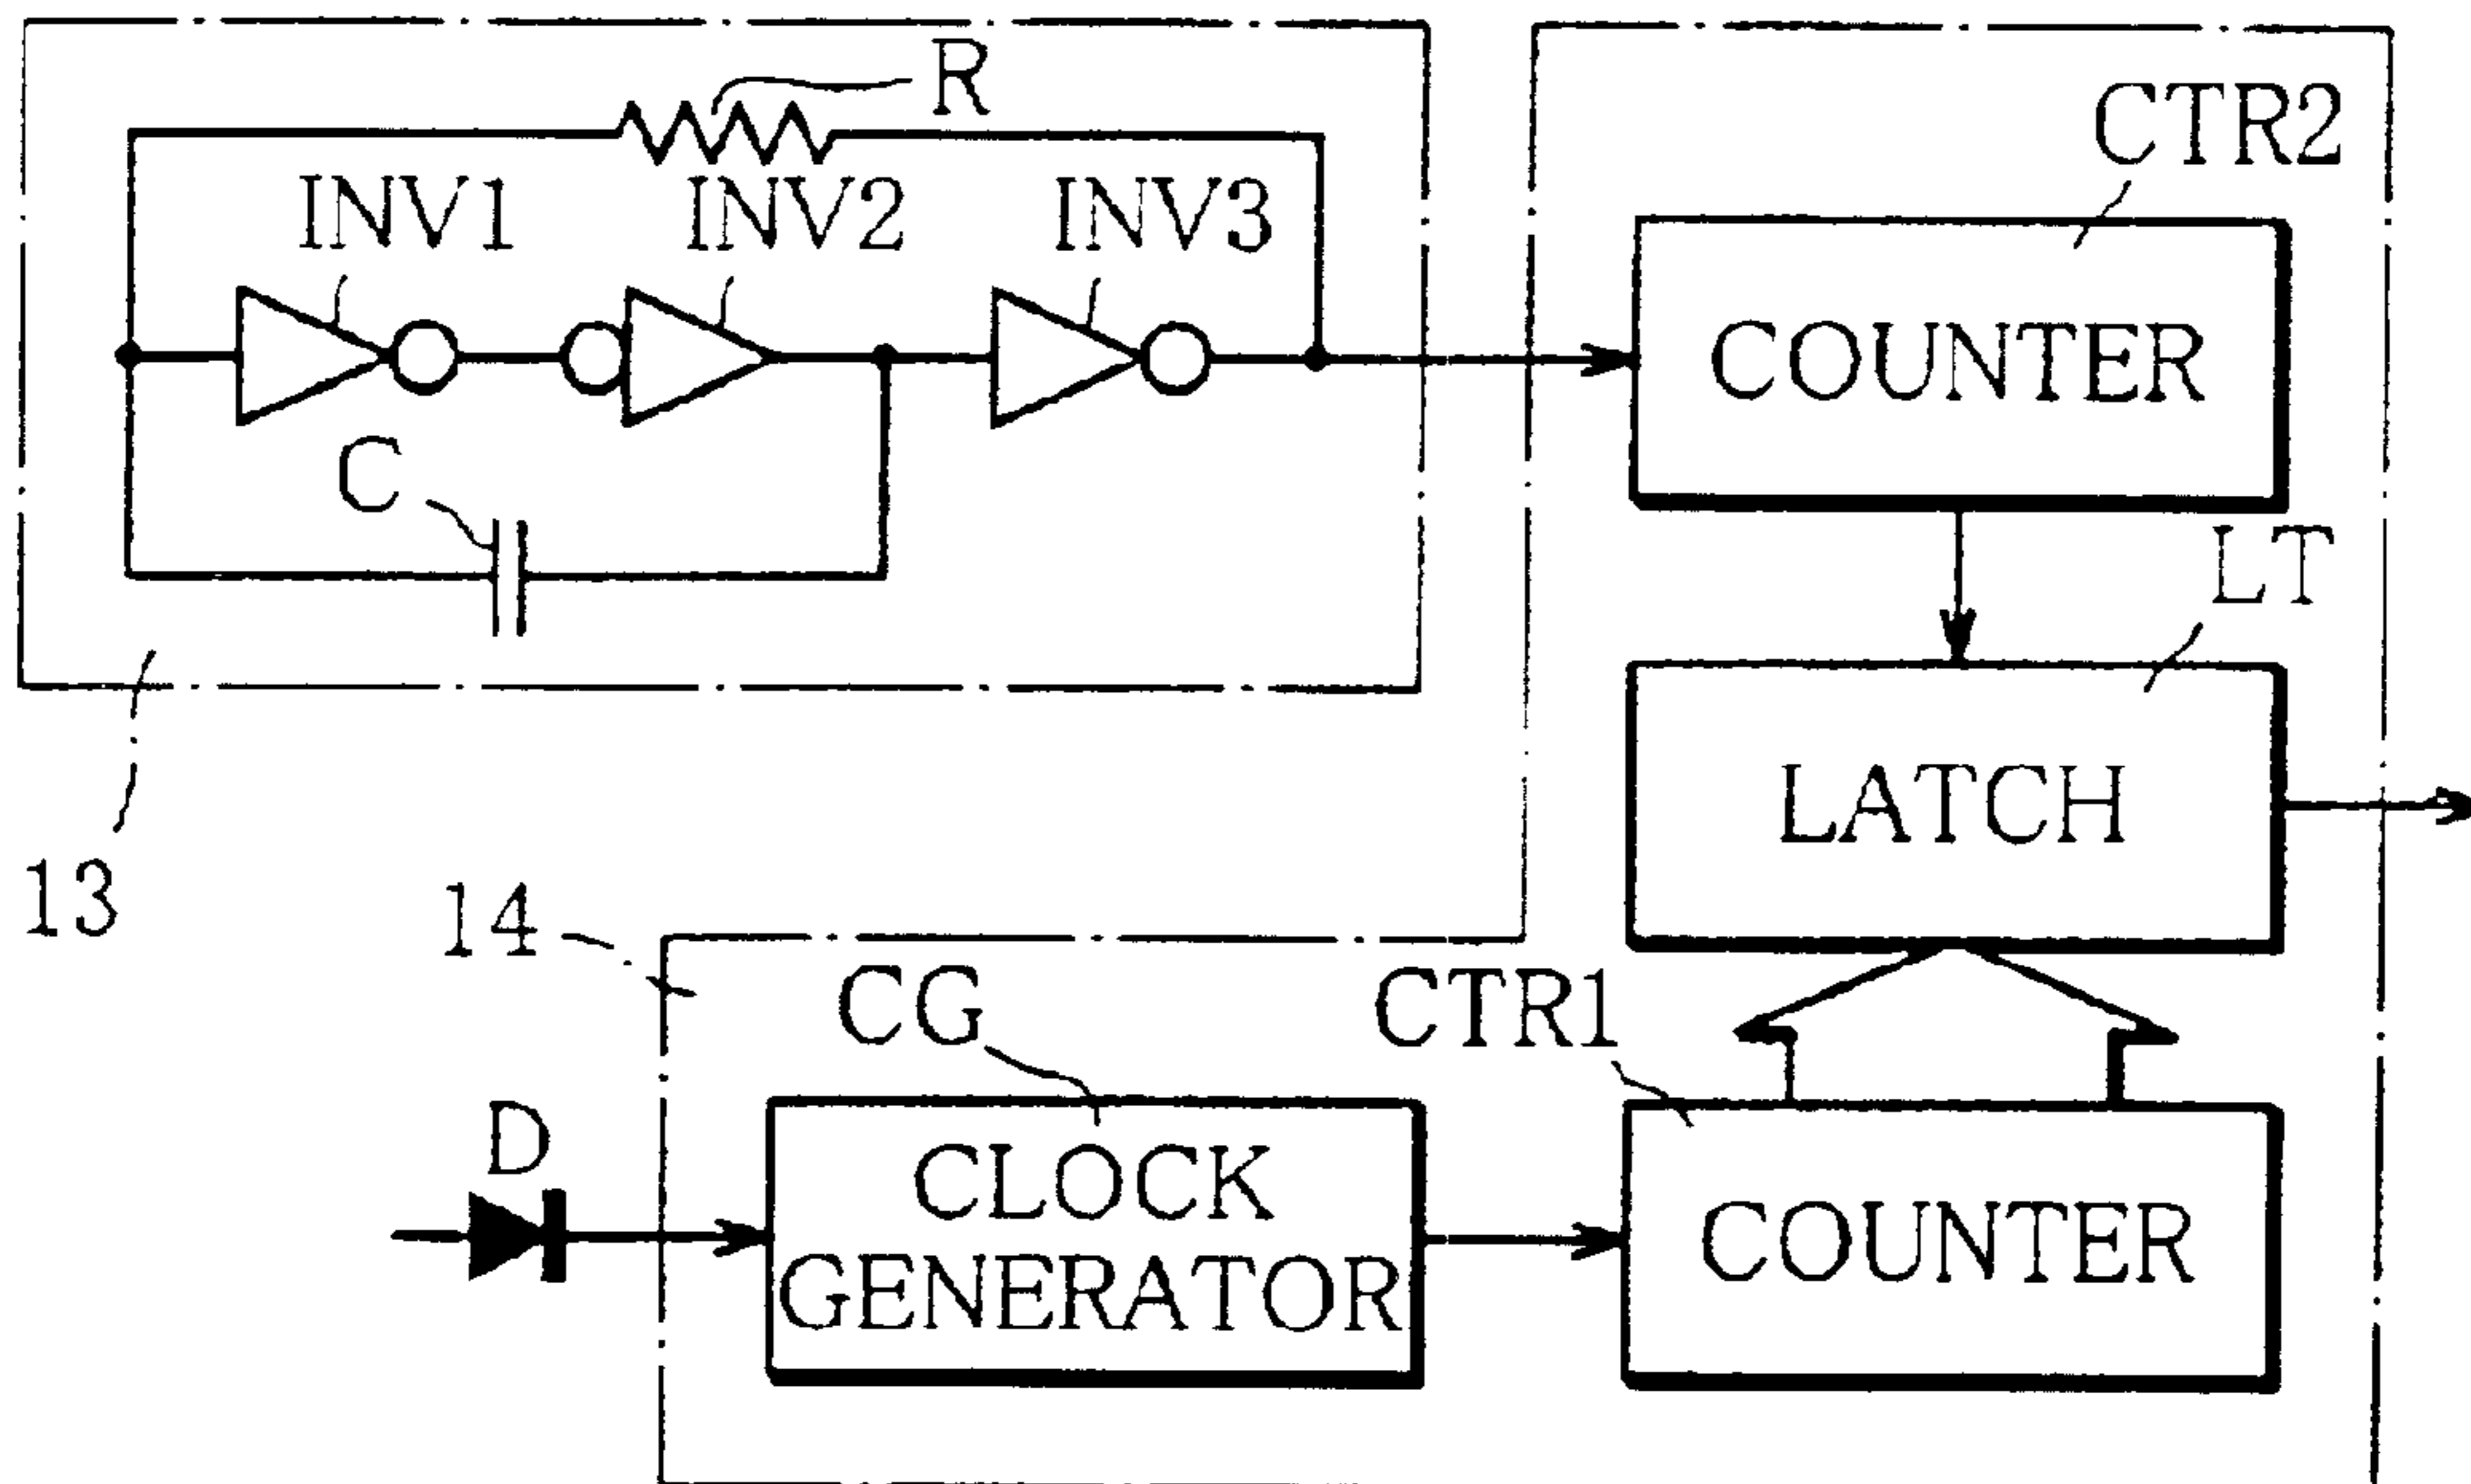 R
CTR2
INV1
INV2
INV3
COUNTER
C
LT
LATCH
13
14
CG
CTR1
D
CLOCK
GENERATOR
COUNTER